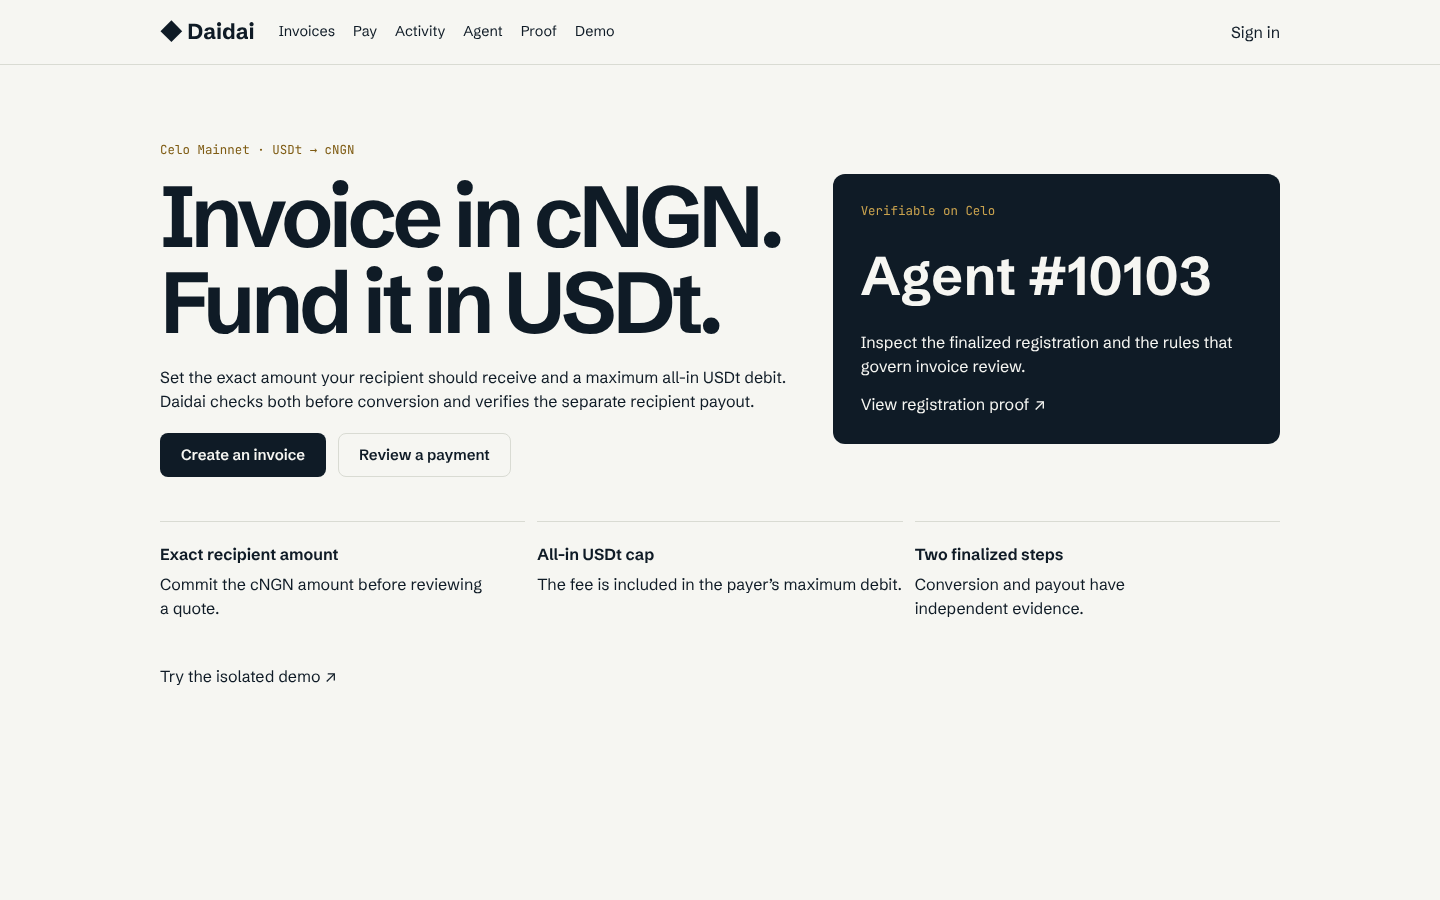 Daidai
Invoices
Pay
Activity
Agent
Proof
Demo
Sign in
Celo Mainnet · USDt → cNGN
Invoice in cNGN.
Fund it in USDt.
Set the exact amount your recipient should receive and a maximum all-in USDt debit.
Daidai checks both before conversion and verifies the separate recipient payout.
Create an invoice
Review a payment
Verifiable on Celo
Agent #10103
Inspect the finalized registration and the rules that
govern invoice review.
View registration proof ↗
Exact recipient amount
Commit the cNGN amount before reviewing
a quote.
All-in USDt cap
The fee is included in the payer’s maximum debit.
Two finalized steps
Conversion and payout have
independent evidence.
Try the isolated demo ↗